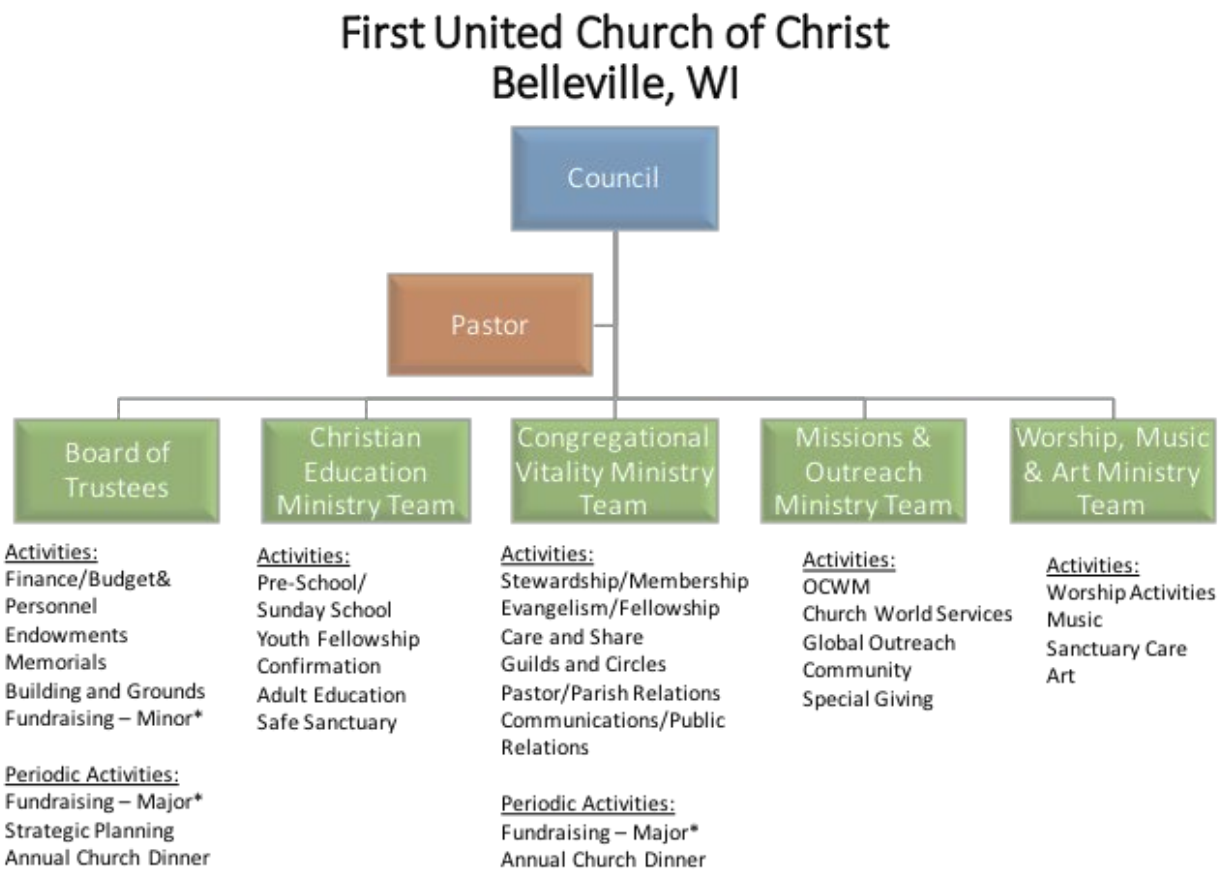 First United Church of Christ
Belleville, WI
Council
Pastor
Board of
Trustees
Christian
Education
Ministry Team
Congregational
Vitality Ministry
Team
Missions &
Outreach
Ministry Team
Worship, Music
& Art Ministry
Team
Activities:
Finance/Budget&
Personnel
Endowments
Memorials
Building and Grounds
Fundraising – Minor*
Periodic Activities:
Fundraising – Major*
Strategic Planning
Annual Church Dinner
Activities:
Pre-School/
Sunday School
Youth Fellowship
Confirmation
Adult Education
Safe Sanctuary
Activities:
Stewardship/Membership
Evangelism/Fellowship
Care and Share
Guilds and Circles
Pastor/Parish Relations
Communications/Public
Relations
Periodic Activities:
Fundraising – Major*
Annual Church Dinner
Activities:
OCWM
Church World Services
Global Outreach
Community
Special Giving
Activities:
Worship Activities
Music
Sanctuary Care
Art